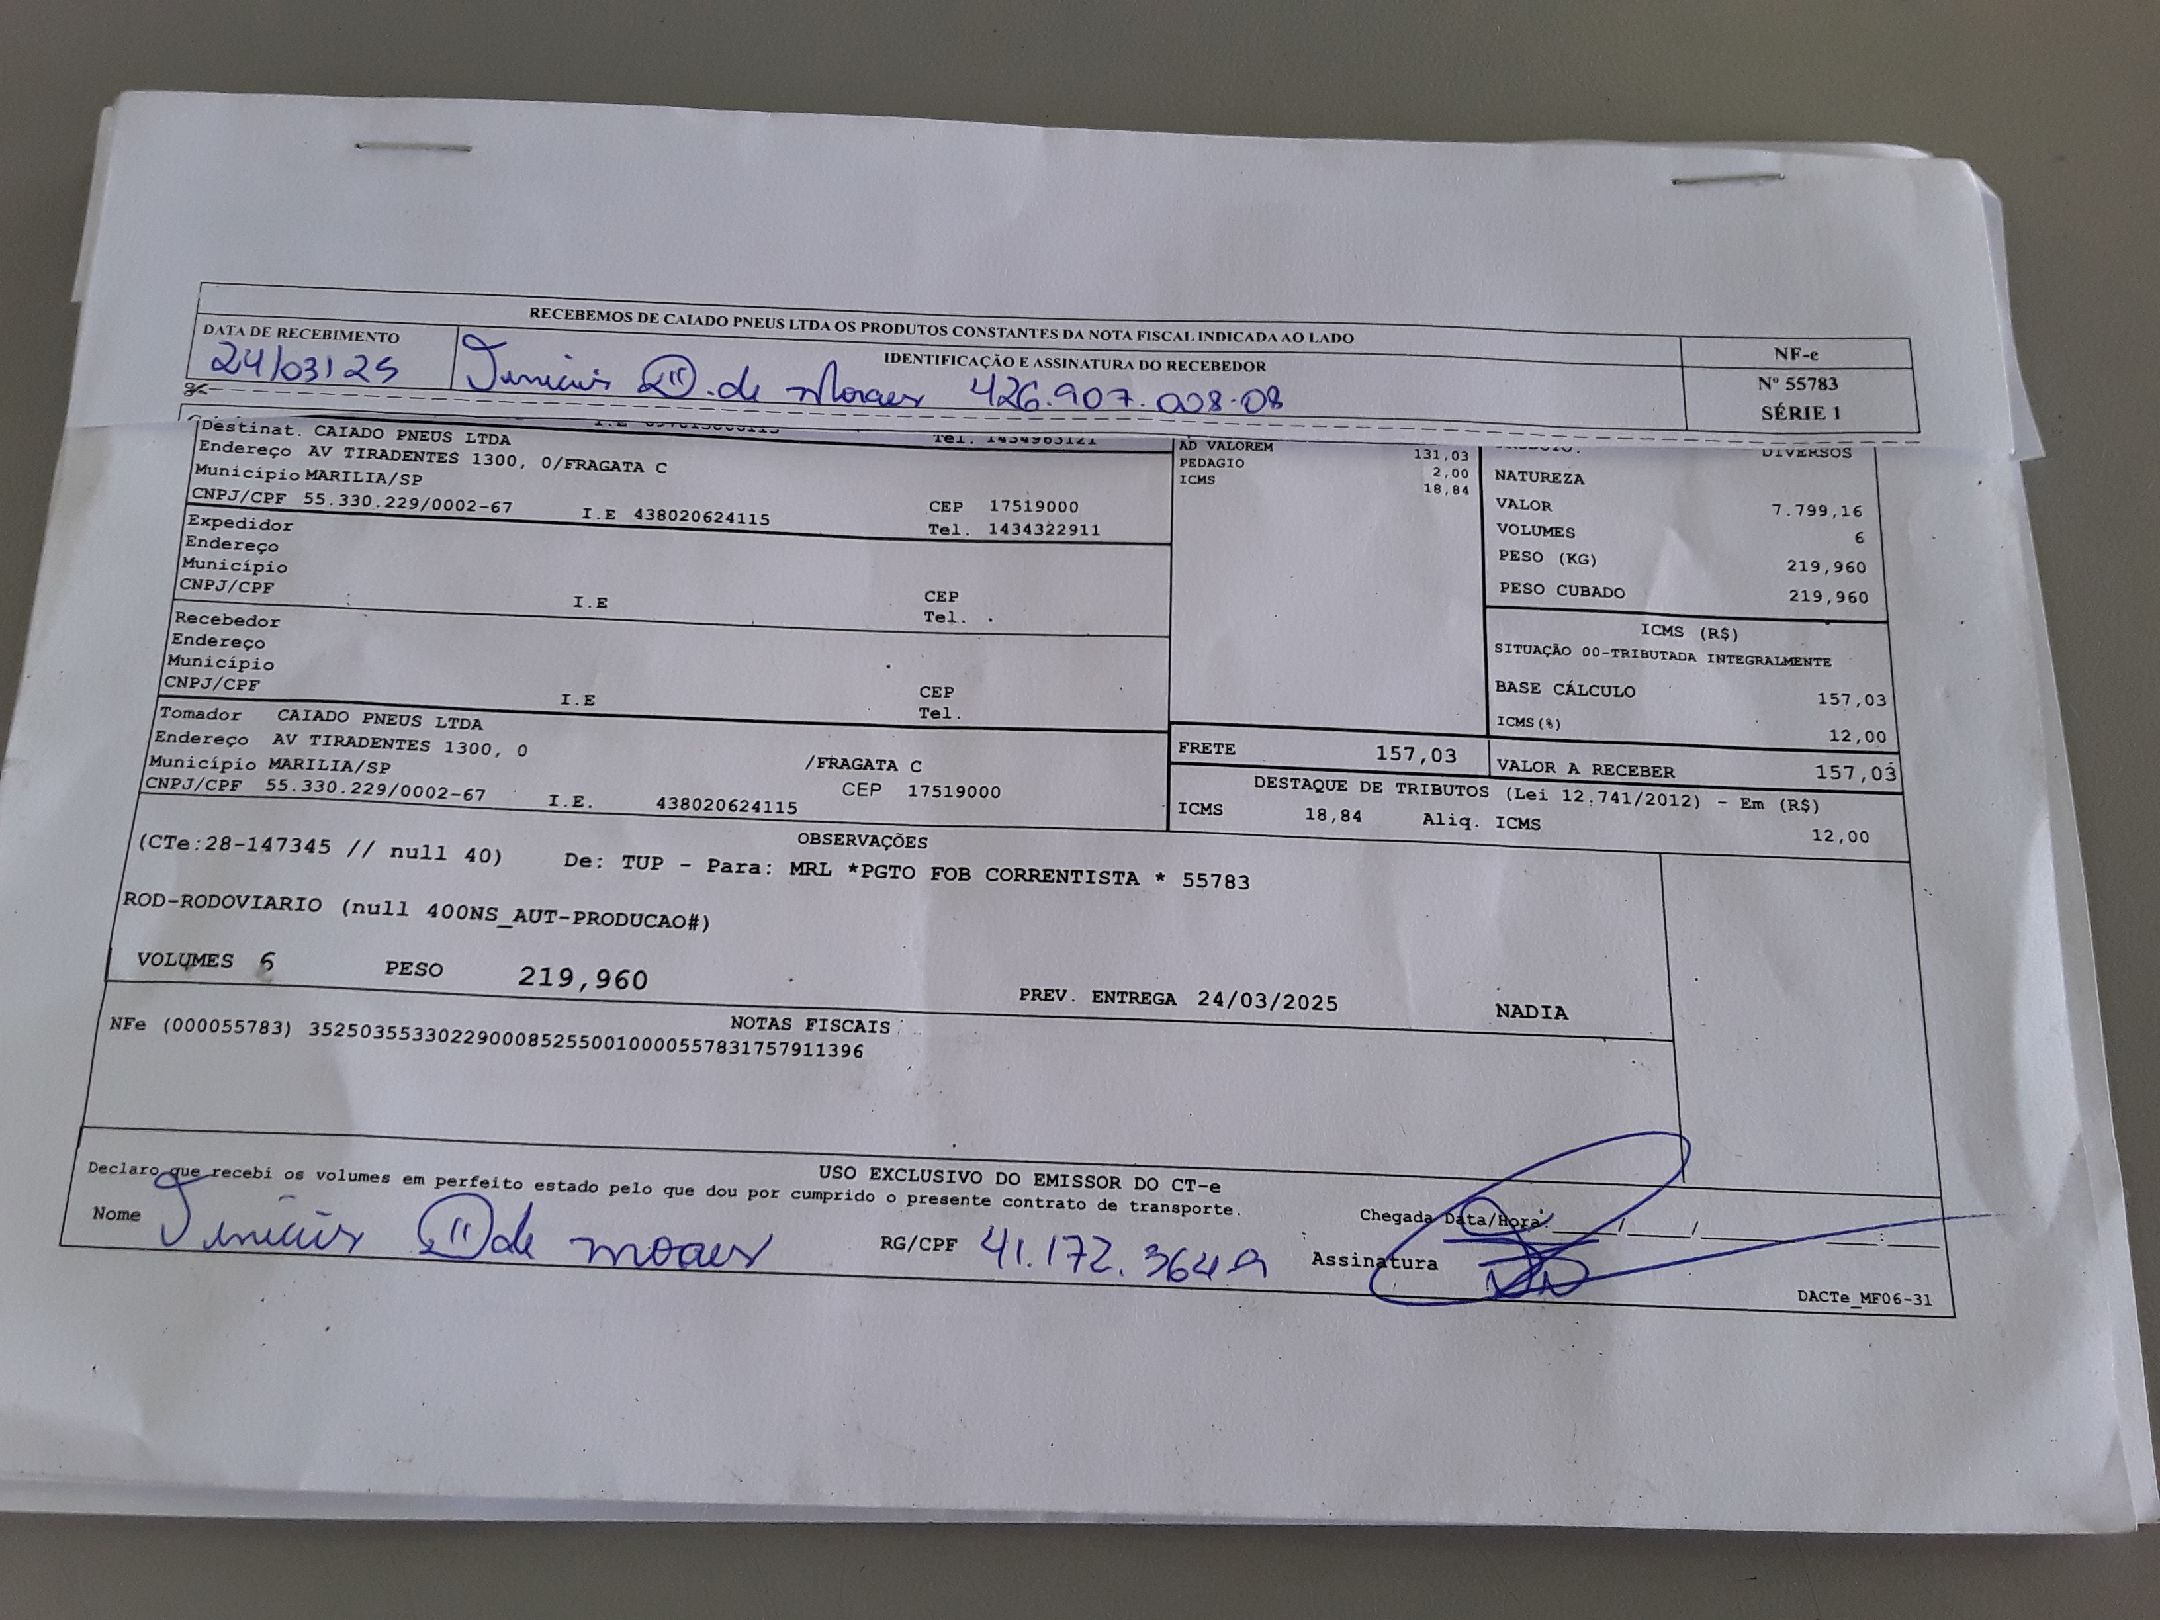 RECEBEMOS DE CAIADO PNEUS LTDA OS PRODUTOS CONSTANTES DA NOTA FISCAL INDICADA AO LADO
DATA DE RECEBIMENTO
24/03/25
IDENTIFICAÇÃO E ASSINATURA DO RECEBEDOR
de Moraes 426.907.008-08
NF-e
Nº 55783
SÉRIE 1
Destinat. CAIADO PNEUS LTDA
Endereço AV TIRADENTES 1300, 0/FRAGATA C
Município MARILIA/SP
CNPJ/CPF 55.330.229/0002-67 I.E 438020624115
CEP 17519000
Tel. 1434322911
Expedidor
Endereço
Município
CNPJ/CPF I.E
CEP
Tel.
Recebedor
Endereço
Município
CNPJ/CPF I.E
CEP
Tel.
Tomador CAIADO PNEUS LTDA
Endereço AV TIRADENTES 1300, 0 /FRAGATA C
Município MARILIA/SP CEP 17519000
CNPJ/CPF 55.330.229/0002-67 I.E. 438020624115
AD VALOREM 131,03
PEDAGIO 2,00
ICMS 18,84
DIVERSOS
NATUREZA
VALOR 7.799,16
VOLUMES 6
PESO (KG) 219,960
PESO CUBADO 219,960
ICMS (R$)
SITUAÇÃO 00-TRIBUTADA INTEGRALMENTE
BASE CÁLCULO 157,03
ICMS(%) 12,00
FRETE 157,03 VALOR A RECEBER 157,03
DESTAQUE DE TRIBUTOS (Lei 12.741/2012) - Em (R$)
ICMS 18,84 Aliq. ICMS 12,00
OBSERVAÇÕES
(CTe:28-147345 // null 40) De: TUP - Para: MRL *PGTO FOB CORRENTISTA * 55783
ROD-RODOVIARIO (null 400NS_AUT-PRODUCAO#)
VOLUMES 6 PESO 219,960 PREV. ENTREGA 24/03/2025 NADIA
NOTAS FISCAIS
NFe (000055783) 35250355330229000852550010000557831757911396
USO EXCLUSIVO DO EMISSOR DO CT-e
Declaro que recebi os volumes em perfeito estado pelo que dou por cumprido o presente contrato de transporte.
Chegada Data/Hora: __/__/____ __:__
Nome de moraes RG/CPF 41.172.364 Assinatura
DACTe_MF06-31